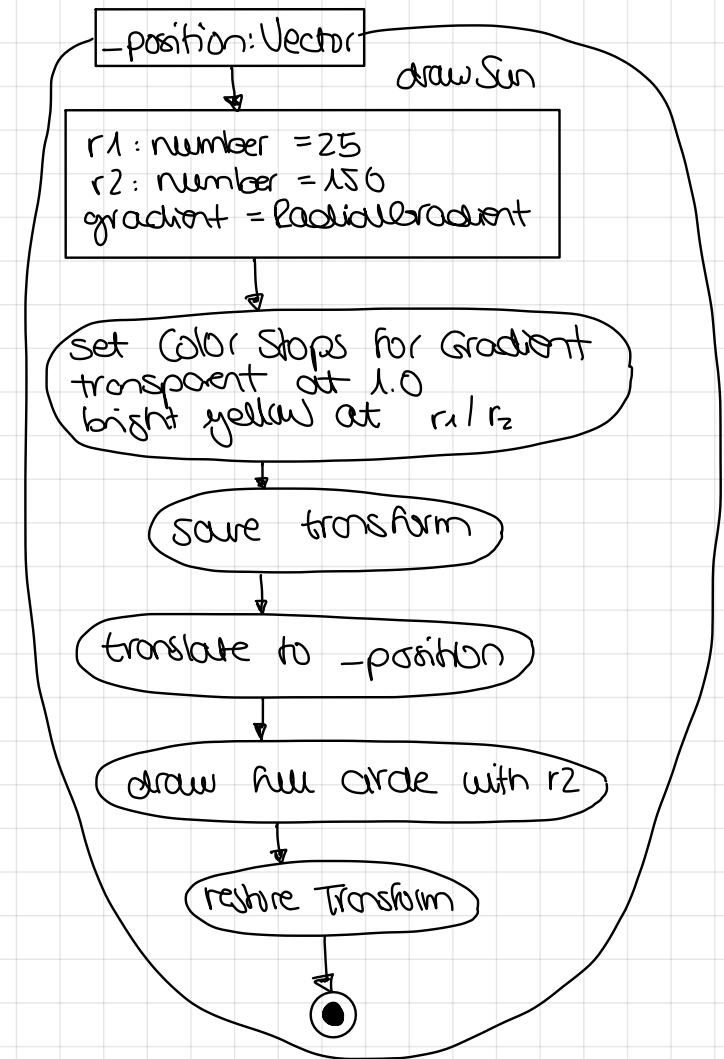 _position: Vector
drawSun
r1: number = 25
r2: number = 150
gradient = RadialGradient
set Color Stops for Gradient
transparent at 1.0
bright yellow at r1/r2
save transform
translate to _position
draw full circle with r2
restore Transform